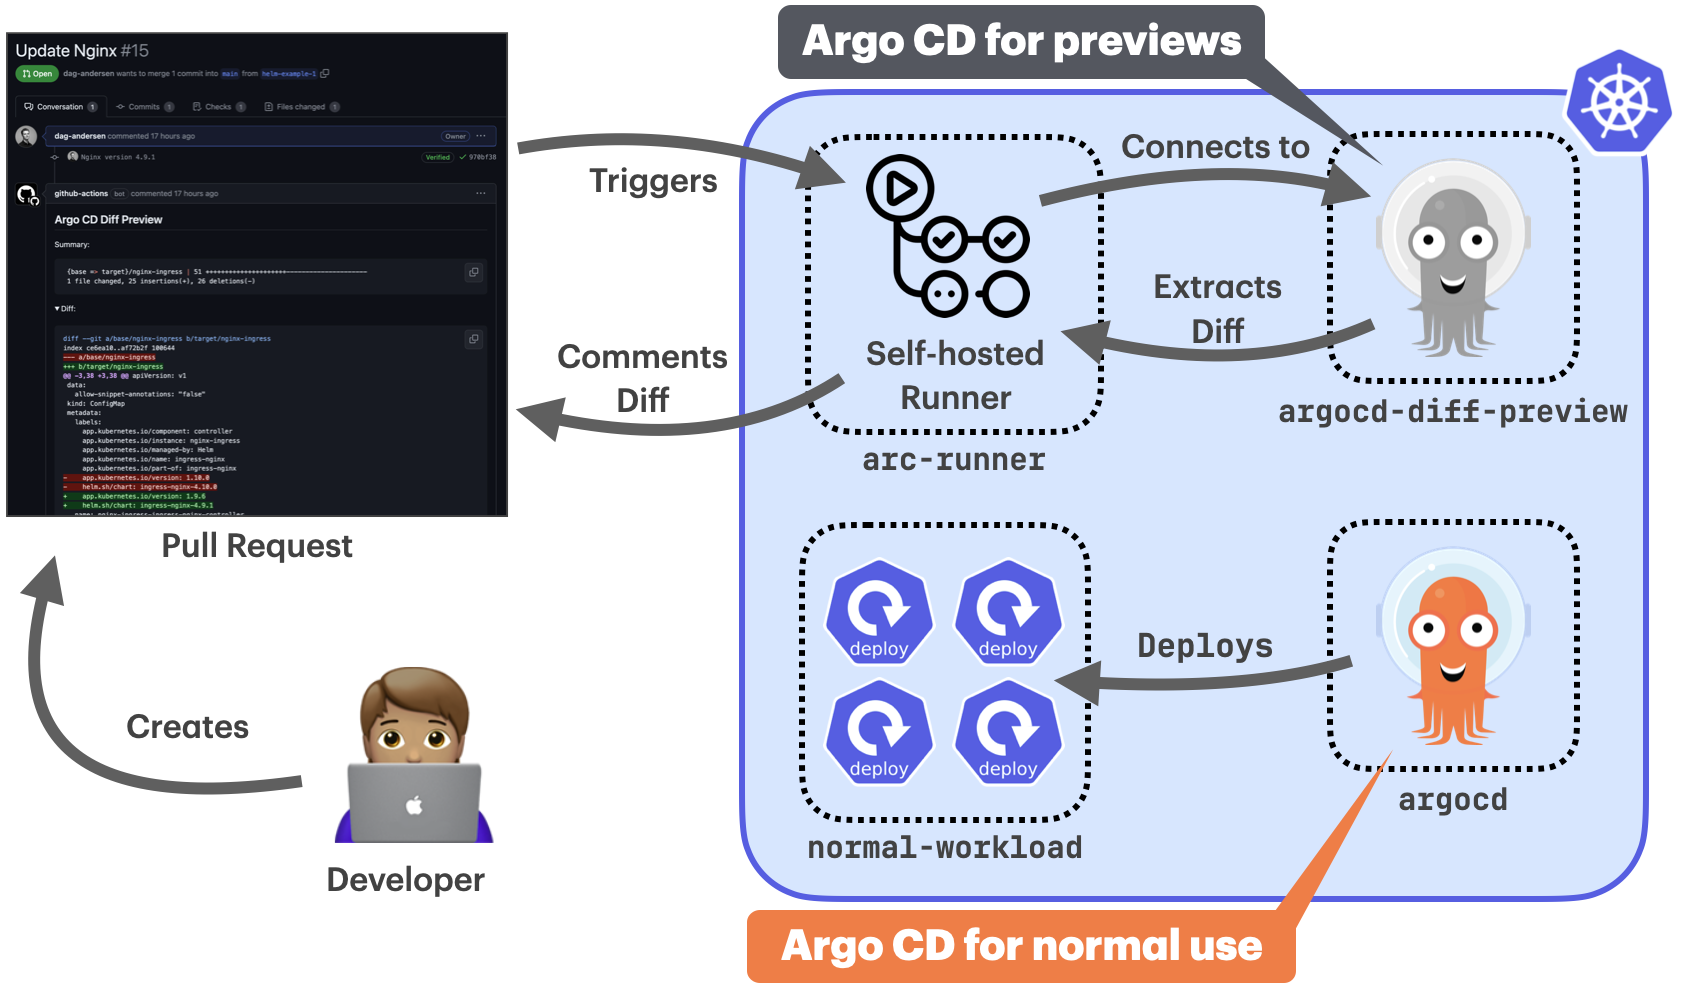 Argo CD for previews
Update Nginx #15
Open
dag-andersen wants to merge 1 commit into main from helm-example-1
Conversation 1
Commits 1
Checks 1
Files changed 1
dag-andersen commented 17 hours ago
Owner
Nginx version 4.9.1
Verified
970bf38
github-actions bot commented 17 hours ago
Argo CD Diff Preview
Summary:
{base => target}/nginx-ingress | 51 +++++++++++++++++++++-----------------------
1 file changed, 25 insertions(+), 26 deletions(-)
Diff:
diff --git a/base/nginx-ingress b/target/nginx-ingress
index ce6ea10..af72b2f 100644
--- a/base/nginx-ingress
+++ b/target/nginx-ingress
@@ -3,38 +3,38 @@ apiVersion: v1
data:
allow-snippet-annotations: "false"
kind: ConfigMap
metadata:
labels:
app.kubernetes.io/component: controller
app.kubernetes.io/instance: nginx-ingress
app.kubernetes.io/managed-by: Helm
app.kubernetes.io/name: ingress-nginx
app.kubernetes.io/part-of: ingress-nginx
- app.kubernetes.io/version: 1.10.0
- helm.sh/chart: ingress-nginx-4.10.0
+ app.kubernetes.io/version: 1.9.6
+ helm.sh/chart: ingress-nginx-4.9.1
name: nginx-ingress-ingress-nginx-controller
Pull Request
Triggers
Comments
Diff
Connects to
Extracts
Diff
Self-hosted
Runner
arc-runner
argocd-diff-preview
deploy
deploy
deploy
deploy
normal-workload
Deploys
argocd
Creates
Developer
Argo CD for normal use